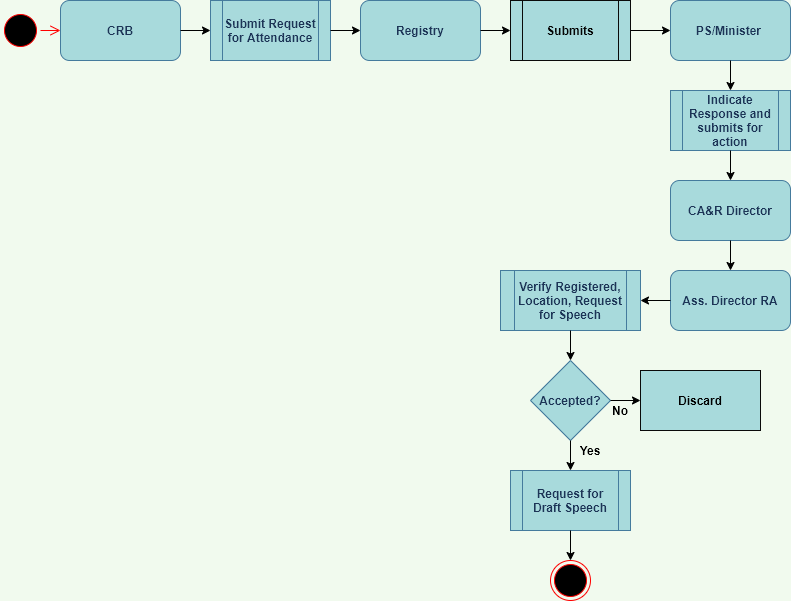 CRB
Submit Request
for Attendance
Registry
Submits
PS/Minister
Indicate
Response and
submits for
action
CA&R Director
Ass. Director RA
Verify Registered,
Location, Request
for Speech
Accepted?
No
Discard
Yes
Request for
Draft Speech